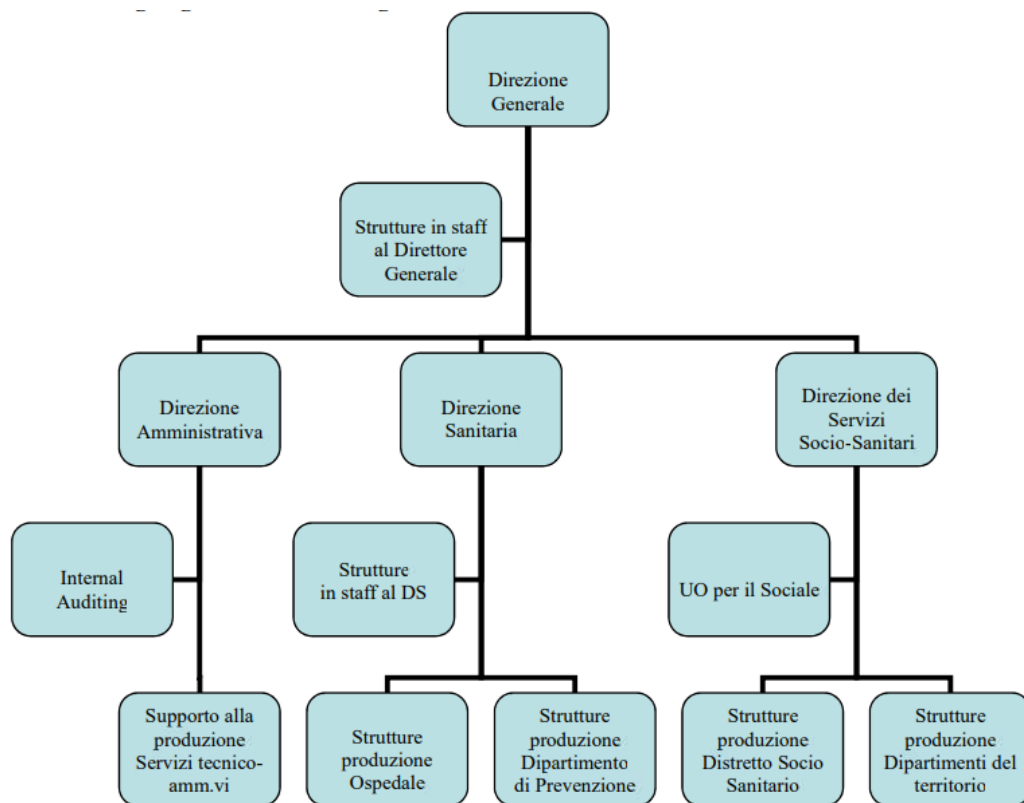 Direzione
Generale
Strutture in staff
al Direttore
Generale
Direzione
Amministrativa
Direzione
Sanitaria
Direzione dei
Servizi
Socio-Sanitari
Internal
Auditing
Strutture
in staff al DS
UO per il Sociale
Supporto alla
produzione
Servizi tecnico-
amm.vi
Strutture
produzione
Ospedale
Strutture
produzione
Dipartimento
di Prevenzione
Strutture
produzione
Distretto Socio
Sanitario
Strutture
produzione
Dipartimenti del
territorio